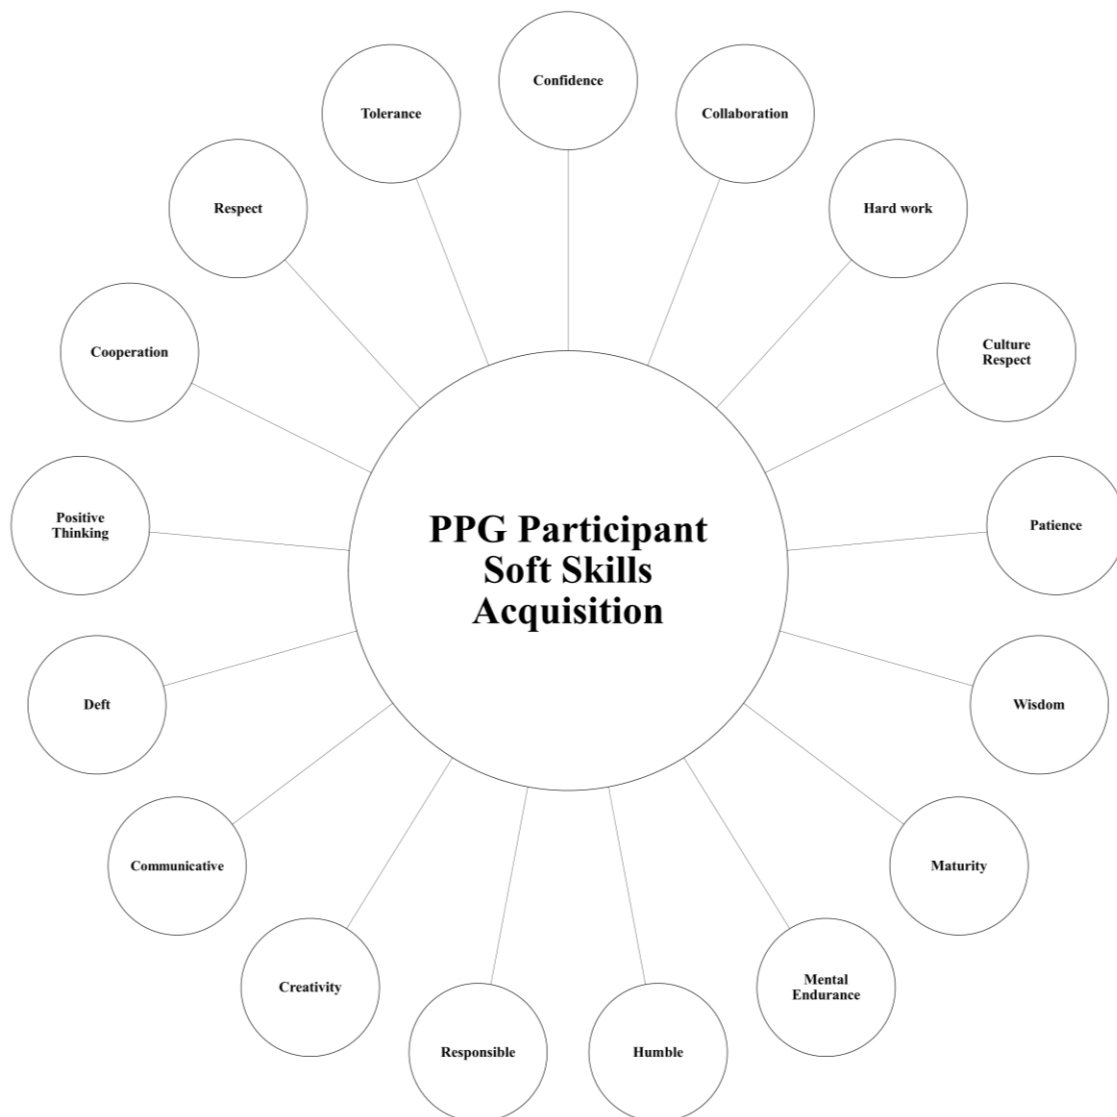 Confidence
Collaboration
Hard work
Culture
Respect
Patience
Wisdom
Maturity
Mental
Endurance
Humble
Responsible
Creativity
Communicative
Deft
Positive
Thinking
Cooperation
Respect
Tolerance
PPG Participant
Soft Skills
Acquisition